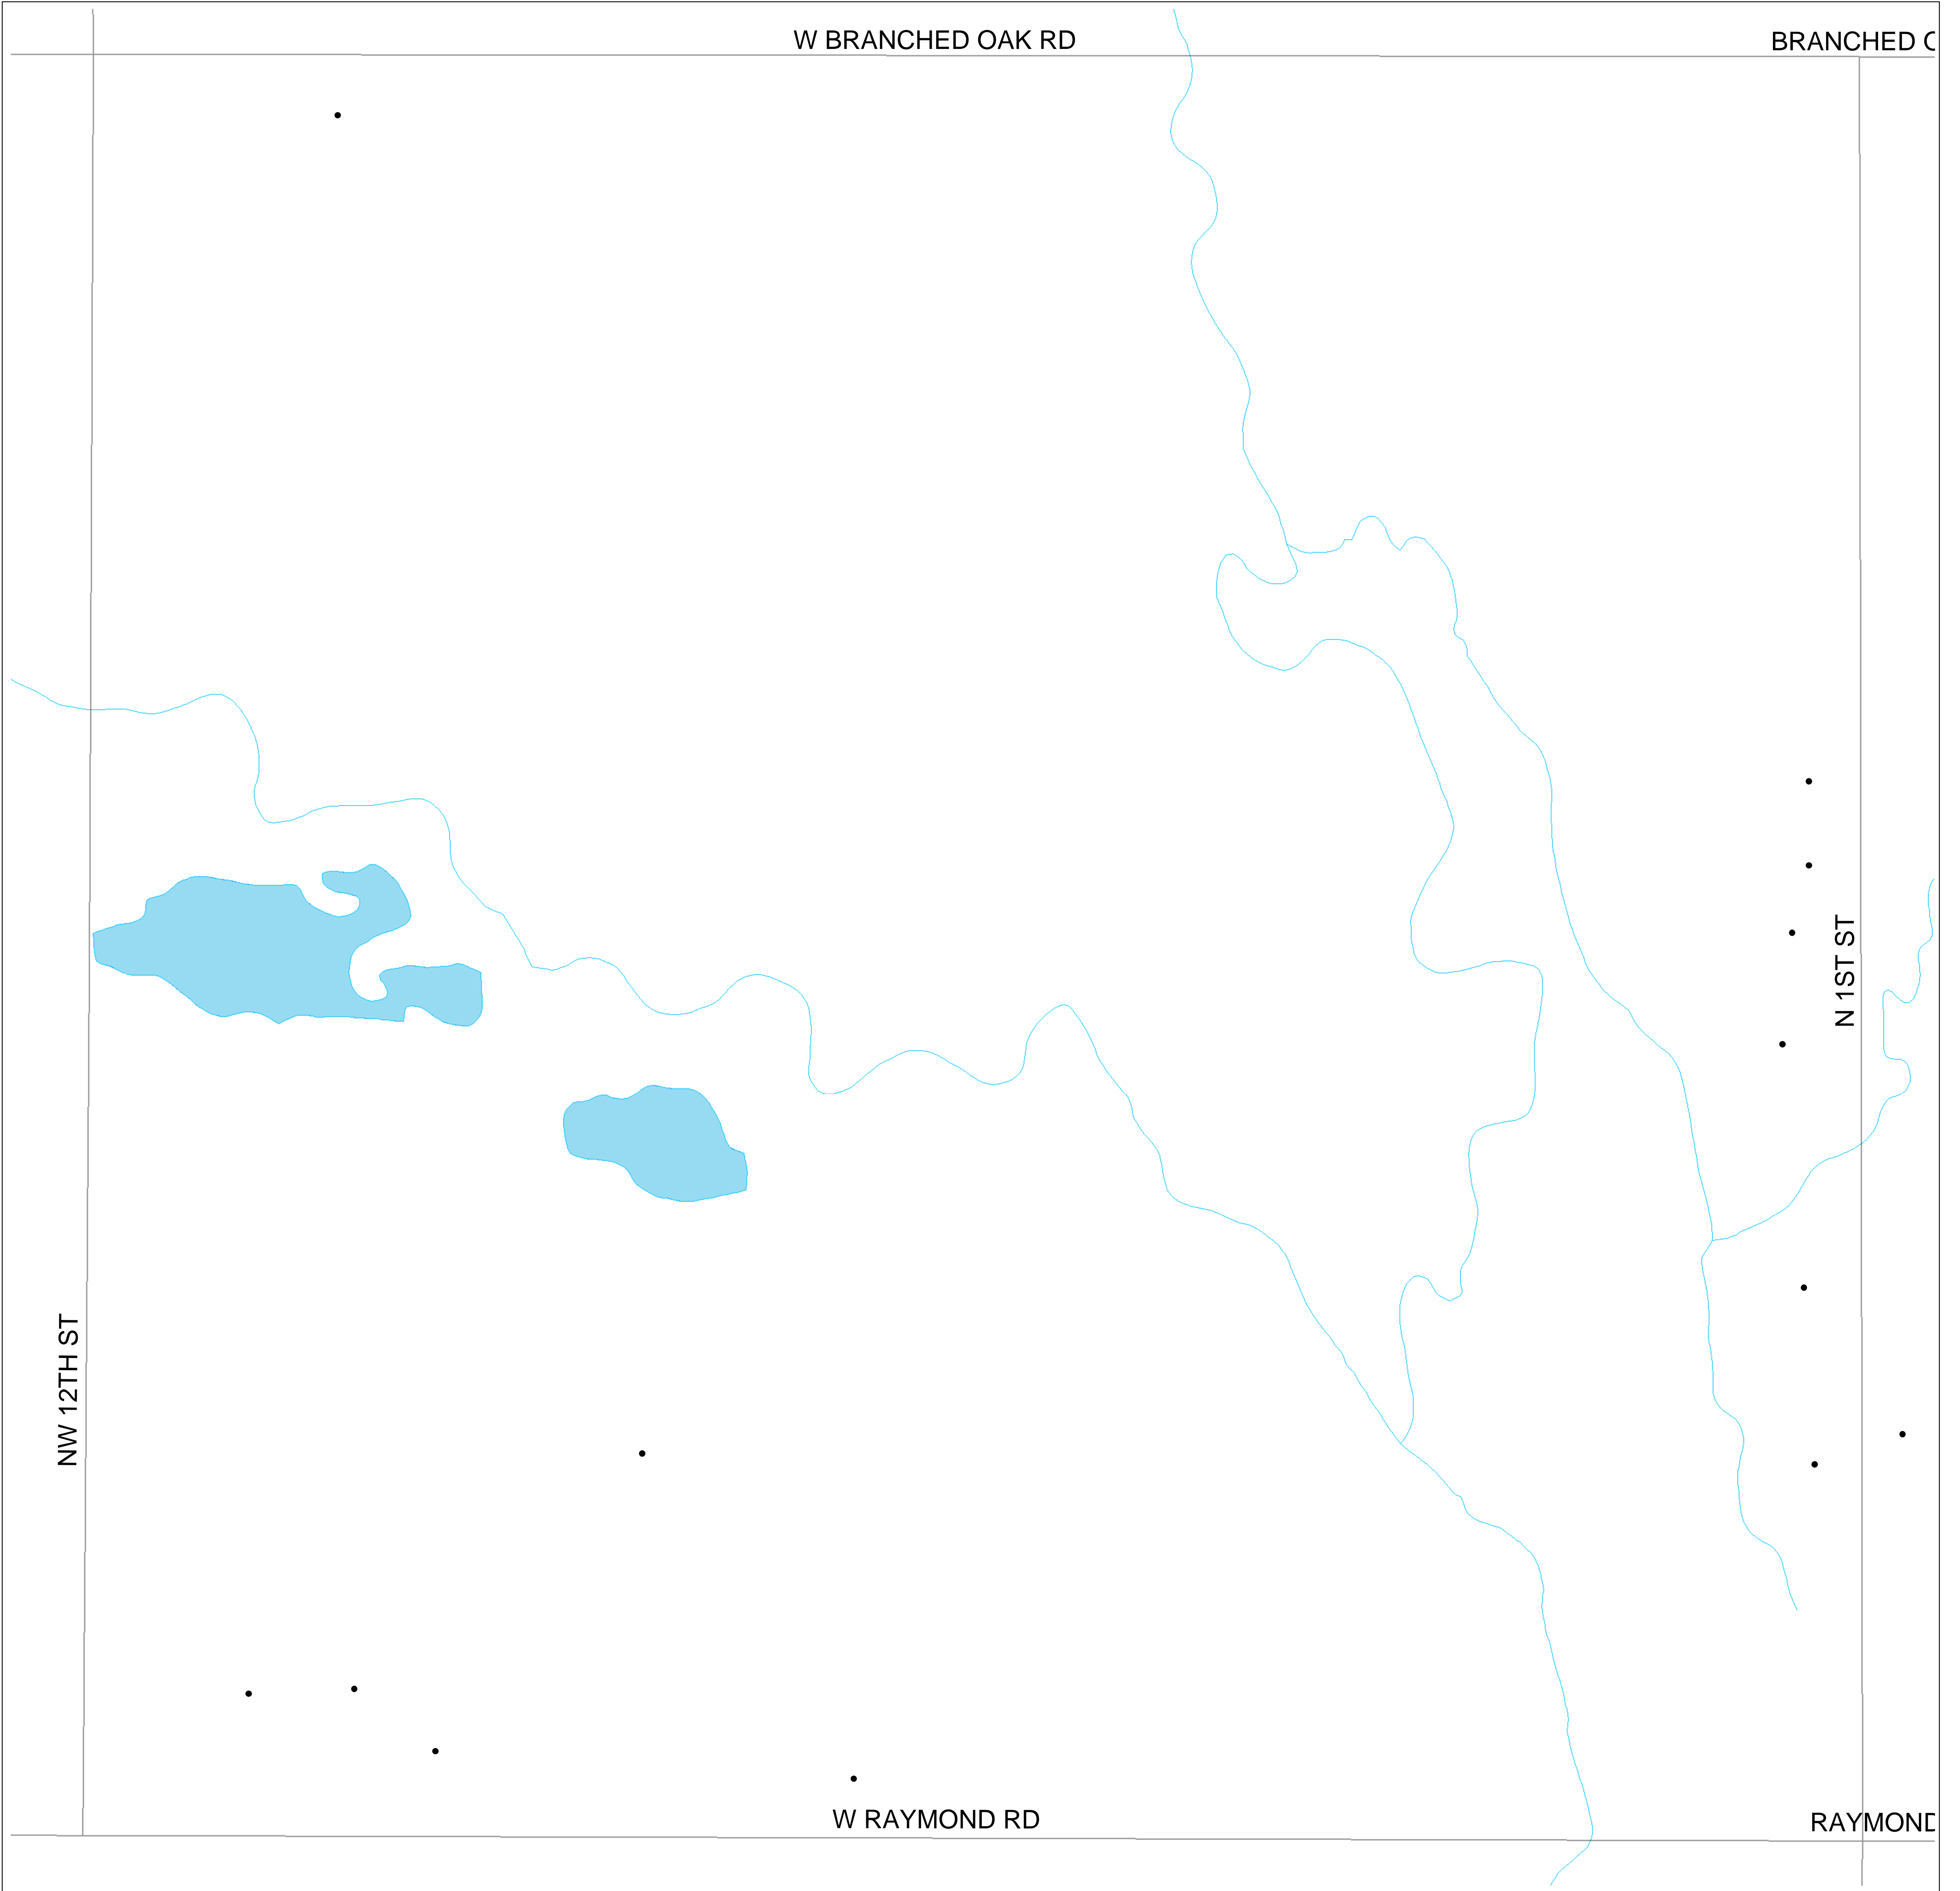 W BRANCHED OAK RD
BRANCHED
N 1ST ST
NW 12TH ST
W RAYMOND RD
RAYMOND